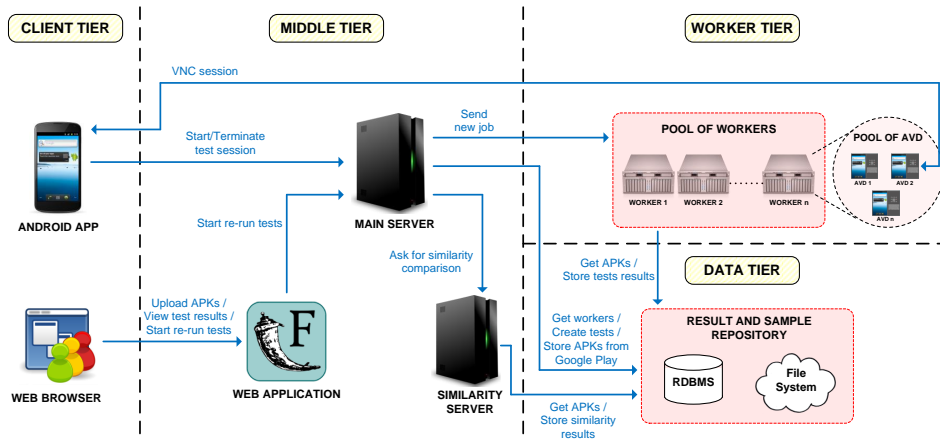 CLIENT TIER
MIDDLE TIER
WORKER TIER
VNC session
Send
new job
POOL OF WORKERS
POOL OF AVD
Start/Terminate
test session
AVD 1
AVD 2
WORKER 1
WORKER 2
WORKER n
AVD n
ANDROID APP
Start re-run tests
MAIN SERVER
Ask for similarity
comparison
Get APKs /
Store tests results
DATA TIER
Upload APKs /
View test results /
Start re-run tests
F
Get workers /
Create tests /
Store APKs from
Google Play
RESULT AND SAMPLE
REPOSITORY
RDBMS
File
System
WEB BROWSER
WEB APPLICATION
SIMILARITY
SERVER
Get APKs /
Store similarity
results